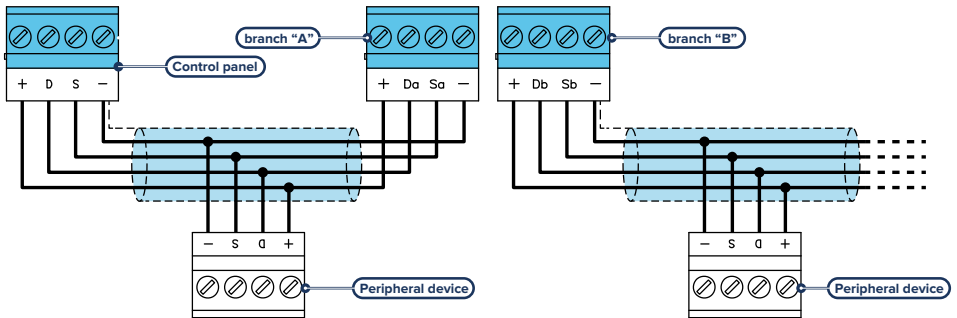 branch “A”
branch “B”
Control panel
+ D S −
+ Da Sa −
+ Db Sb −
− S D +
− S D +
Peripheral device
Peripheral device